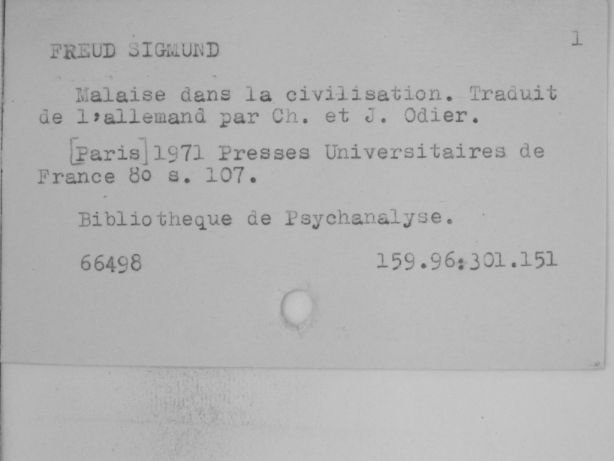 1
FREUD SIGMUND
Malaise dans la civilisation. Traduit
de l'allemand par Ch. et J. Odier.
[Paris]1971 Presses Universitaires de
France 8o s. 107.
Bibliotheque de Psychanalyse.
66498 159.96:301.151